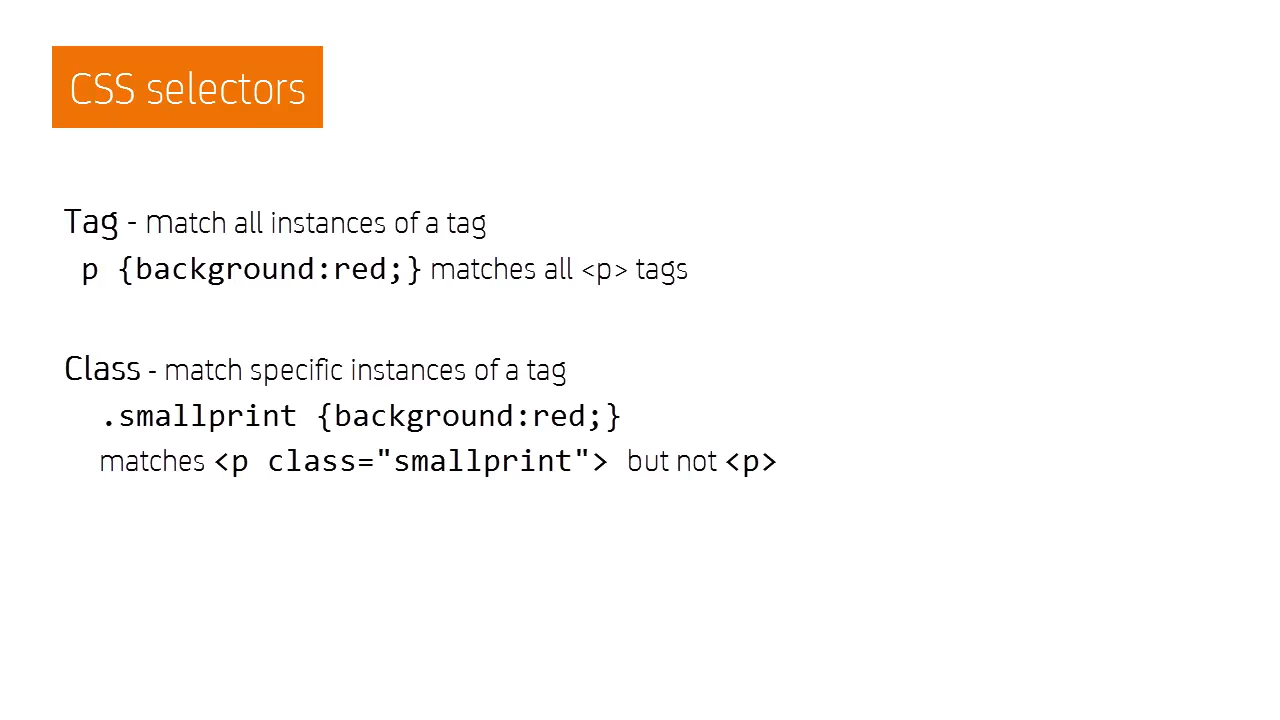 CSS selectors
Tag - match all instances of a tag
p {background:red;} matches all <p> tags
Class - match specific instances of a tag
.smallprint {background:red;}
matches <p class="smallprint"> but not <p>